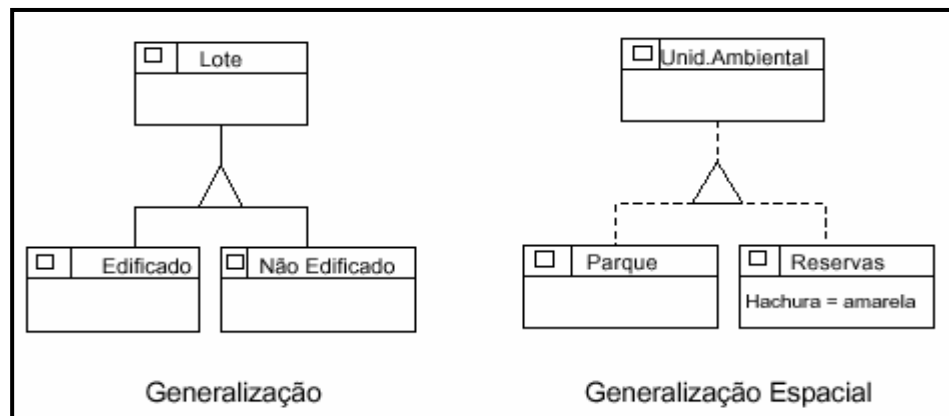 Lote
Unid.Ambiental
Edificado
Não Edificado
Parque
Reservas
Hachura = amarela
Generalização
Generalização Espacial